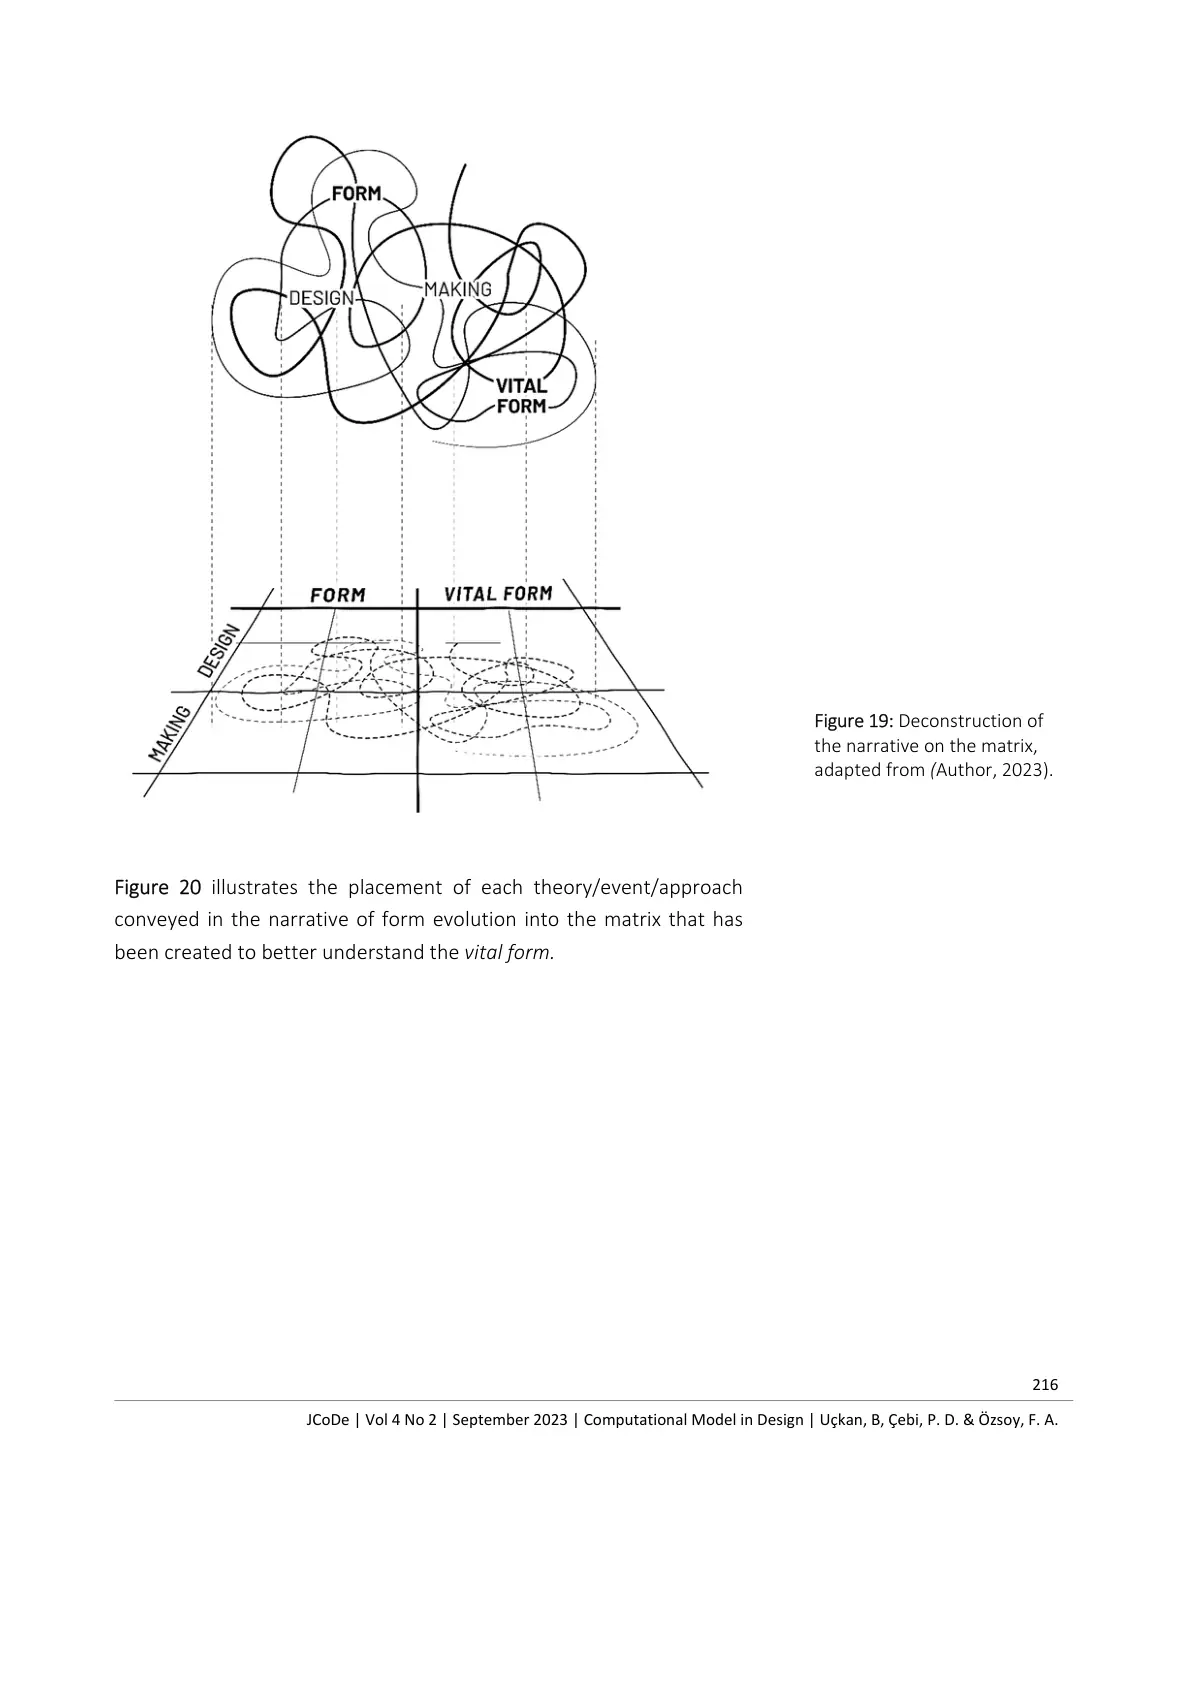 FORM
DESIGN
MAKING
VITAL
FORM
FORM
VITAL FORM
DESIGN
MAKING
Figure 19: Deconstruction of
the narrative on the matrix,
adapted from (Author, 2023).
Figure 20 illustrates the placement of each theory/event/approach
conveyed in the narrative of form evolution into the matrix that has
been created to better understand the vital form.
216
JCoDe | Vol 4 No 2 | September 2023 | Computational Model in Design | Uçkan, B, Çebi, P. D. & Özsoy, F. A.